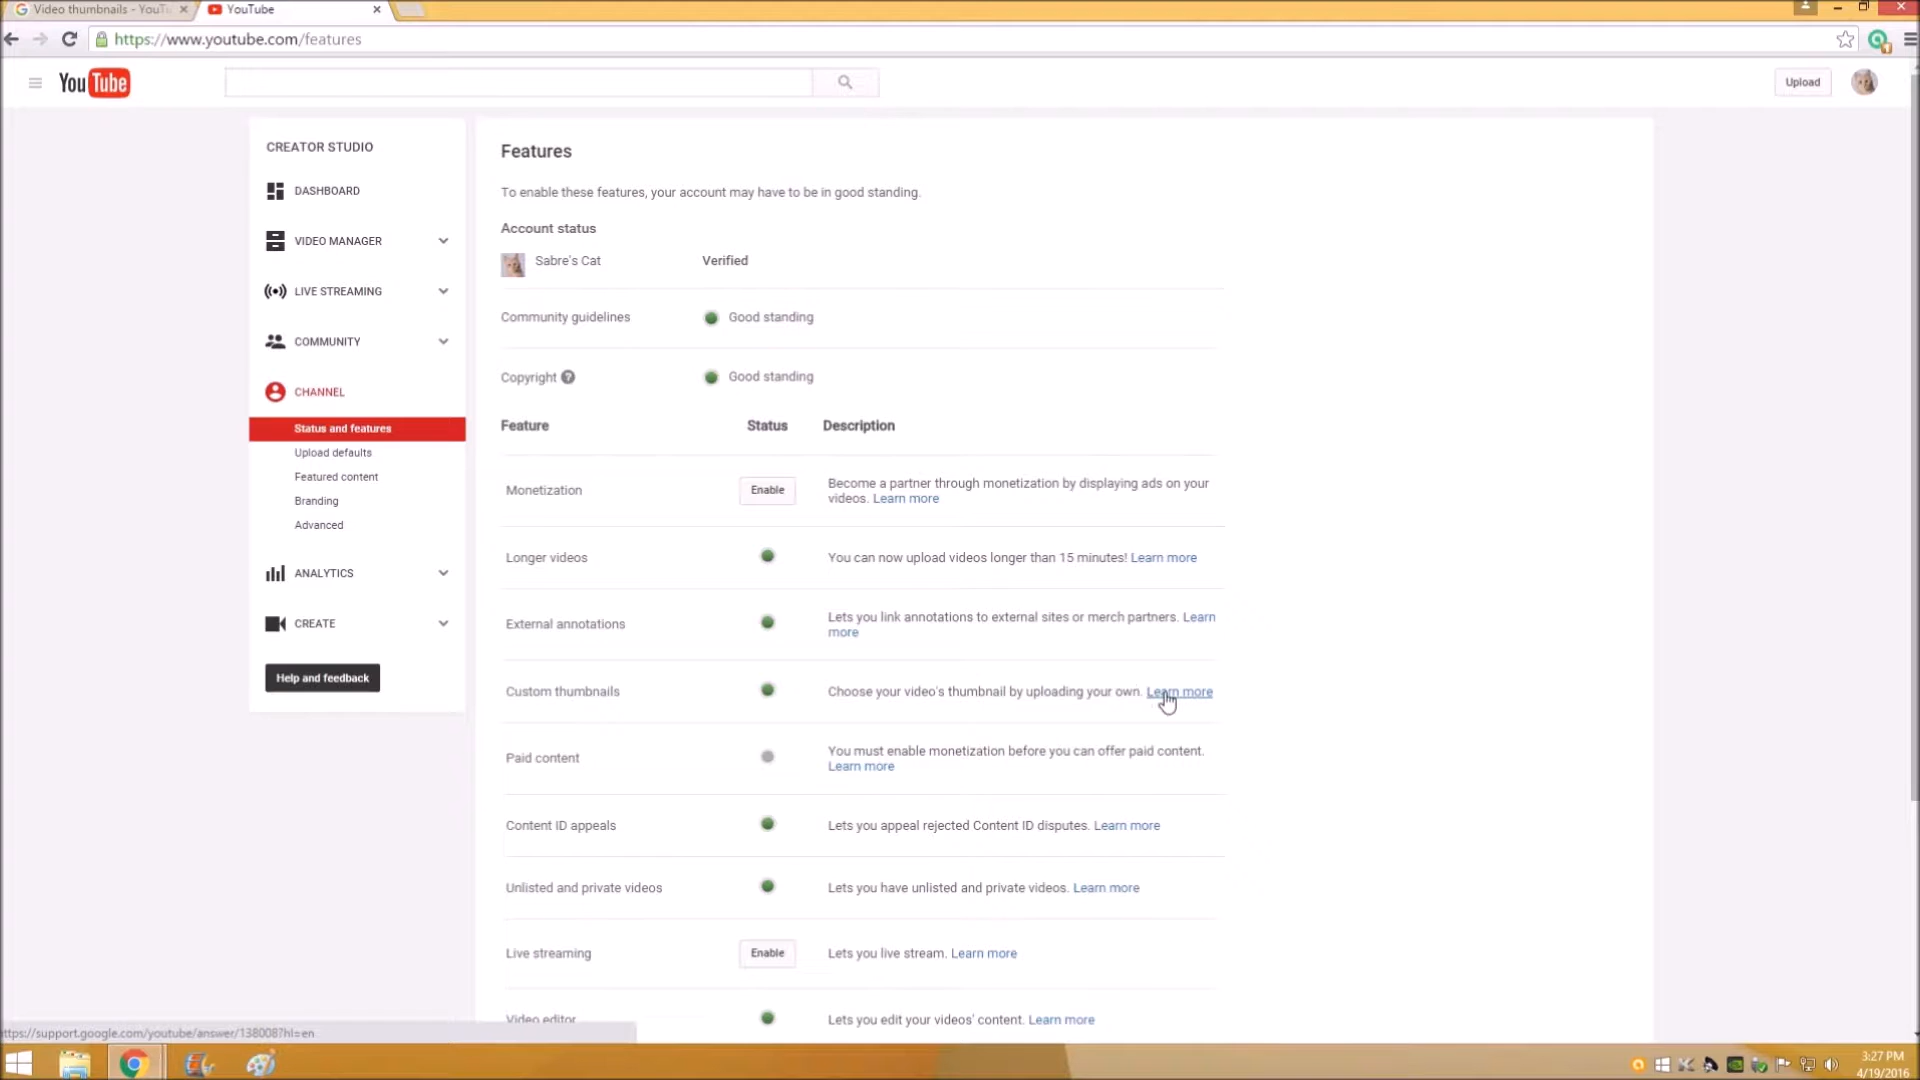 Video thumbnails - YouTu
YouTube
https://www.youtube.com/features
YouTube
Upload
CREATOR STUDIO
DASHBOARD
VIDEO MANAGER
LIVE STREAMING
COMMUNITY
CHANNEL
Status and features
Upload defaults
Featured content
Branding
Advanced
ANALYTICS
CREATE
Help and feedback
Features
To enable these features, your account may have to be in good standing.
Account status
Sabre's Cat Verified
Community guidelines Good standing
Copyright ? Good standing
Feature Status Description
Monetization Enable Become a partner through monetization by displaying ads on your
videos. Learn more
Longer videos You can now upload videos longer than 15 minutes! Learn more
External annotations Lets you link annotations to external sites or merch partners. Learn
more
Custom thumbnails Choose your video's thumbnail by uploading your own. Learn more
Paid content You must enable monetization before you can offer paid content.
Learn more
Content ID appeals Lets you appeal rejected Content ID disputes. Learn more
Unlisted and private videos Lets you have unlisted and private videos. Learn more
Live streaming Enable Lets you live stream. Learn more
Video editor Lets you edit your videos' content. Learn more
ttps://support.google.com/youtube/answer/138008?hl=en
3:27 PM
4/19/2016